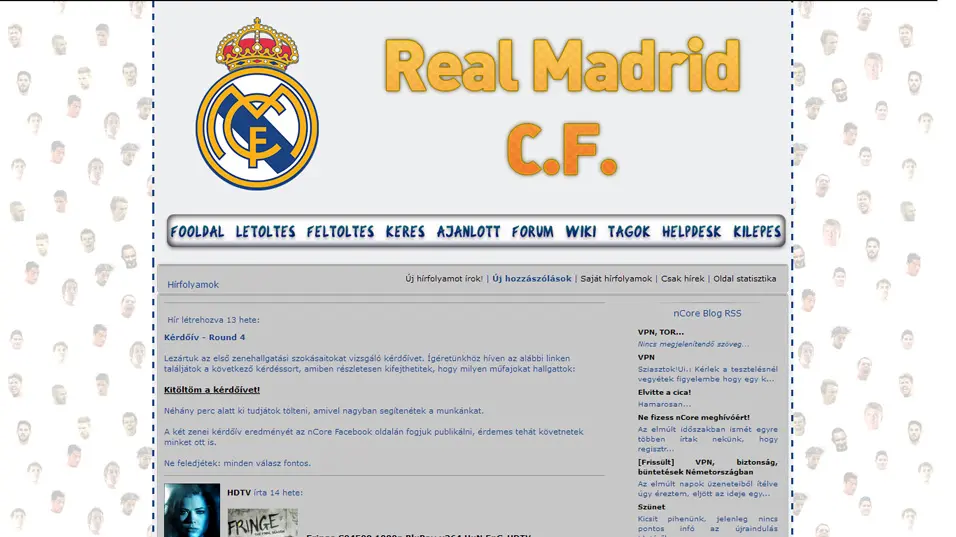 Real Madrid
C.F.
FOOLDAL LETOLTES FELTOLTES KERES AJANLOTT FORUM WIKI TAGOK HELPDESK KILEPES
Hírfolyamok
Új hírfolyamot írok! | Új hozzászólások | Saját hírfolyamok | Csak hírek | Oldal statisztika
Hír létrehozva 13 hete:
Kérdőív - Round 4
Lezártuk az első zenehallgatási szokásaitokat vizsgáló kérdőívet. Ígéretünkhöz híven az alábbi linken
találjátok a következő kérdéssort, amiben részletesen kifejthetitek, hogy milyen műfajokat hallgattok:
Kitöltöm a kérdőívet!
Néhány perc alatt ki tudjátok tölteni, amivel nagyban segítenétek a munkánkat.
A két zenei kérdőív eredményét az nCore Facebook oldalán fogjuk publikálni, érdemes tehát követnetek
minket ott is.
Ne feledjétek: minden válasz fontos.
HDTV írta 14 hete:
FRINGE
nCore Blog RSS
VPN, TOR...
Nincs megjelenítendő szöveg...
VPN
Sziasztok!Ui.: Kérlek a tesztelésnél
vegyétek figyelembe hogy egy k...
Elvitte a cica!
Hamarosan...
Ne fizess nCore meghívóért!
Az elmúlt időszakban ismét egyre
többen írtak nekünk, hogy
regisztr...
[Frissült] VPN, biztonság,
büntetések Németországban
Az elmúlt napok üzeneteiből ítélve
úgy éreztem, eljött az ideje egy...
Szünet
Kicsit pihenünk, jelenleg nincs
pontos infó az újraindulás